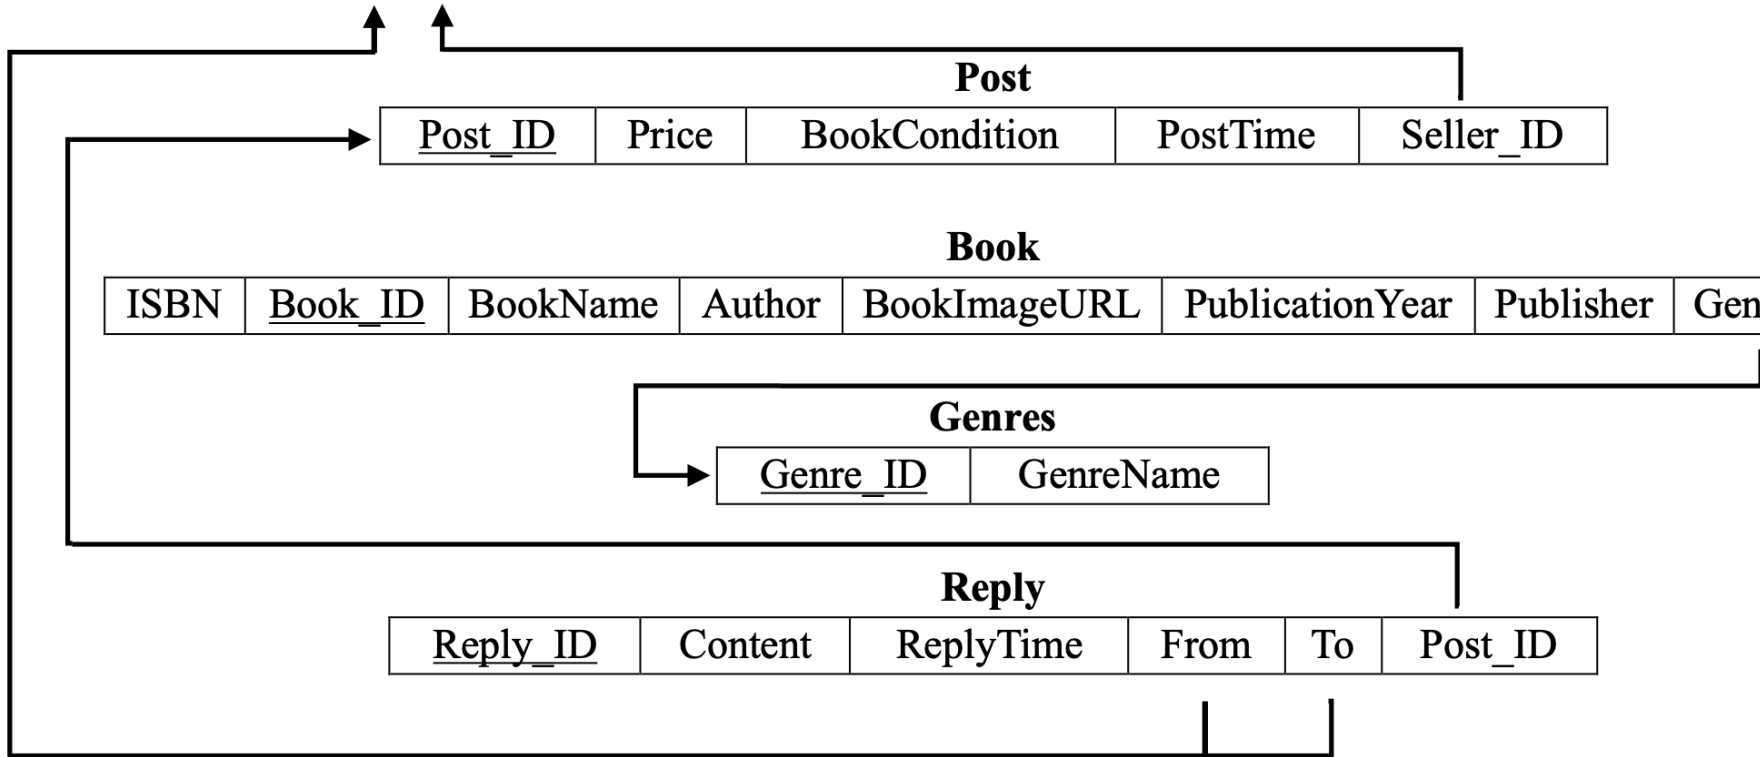 Post
Post_ID Price BookCondition PostTime Seller_ID
Book
ISBN Book_ID BookName Author BookImageURL PublicationYear Publisher Gen
Genres
Genre_ID GenreName
Reply
Reply_ID Content ReplyTime From To Post_ID